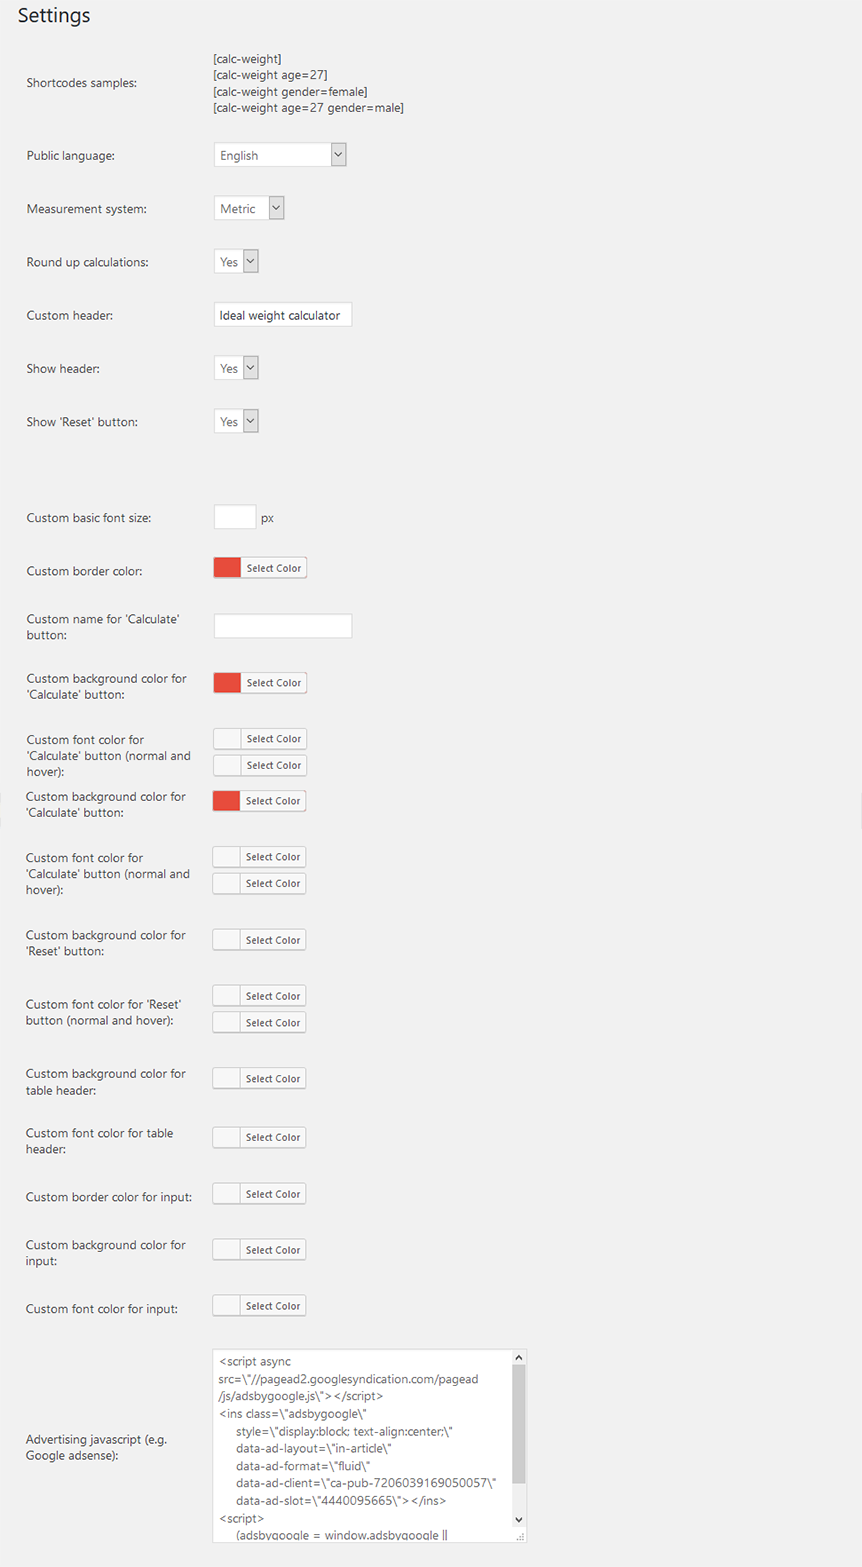 Settings
Shortcodes samples:
[calc-weight]
[calc-weight age=27]
[calc-weight gender=female]
[calc-weight age=27 gender=male]
Public language:
English
Measurement system:
Metric
Round up calculations:
Yes
Custom header:
Ideal weight calculator
Show header:
Yes
Show 'Reset' button:
Yes
Custom basic font size:
px
Custom border color:
Select Color
Custom name for 'Calculate'
button:
Custom background color for
'Calculate' button:
Select Color
Custom font color for
'Calculate' button (normal and
hover):
Select Color
Select Color
Custom background color for
'Calculate' button:
Select Color
Custom font color for
'Calculate' button (normal and
hover):
Select Color
Select Color
Custom background color for
'Reset' button:
Select Color
Custom font color for 'Reset'
button (normal and hover):
Select Color
Select Color
Custom background color for
table header:
Select Color
Custom font color for table
header:
Select Color
Custom border color for input:
Select Color
Custom background color for
input:
Select Color
Custom font color for input:
Select Color
Advertising javascript (e.g.
Google adsense):
<script async
src=\"//pagead2.googlesyndication.com/pagead
/js/adsbygoogle.js\"></script>
<ins class=\"adsbygoogle\"
style=\"display:block; text-align:center;\"
data-ad-layout=\"in-article\"
data-ad-format=\"fluid\"
data-ad-client=\"ca-pub-7206039169050057\"
data-ad-slot=\"4440095665\"></ins>
<script>
(adsbygoogle = window.adsbygoogle ||